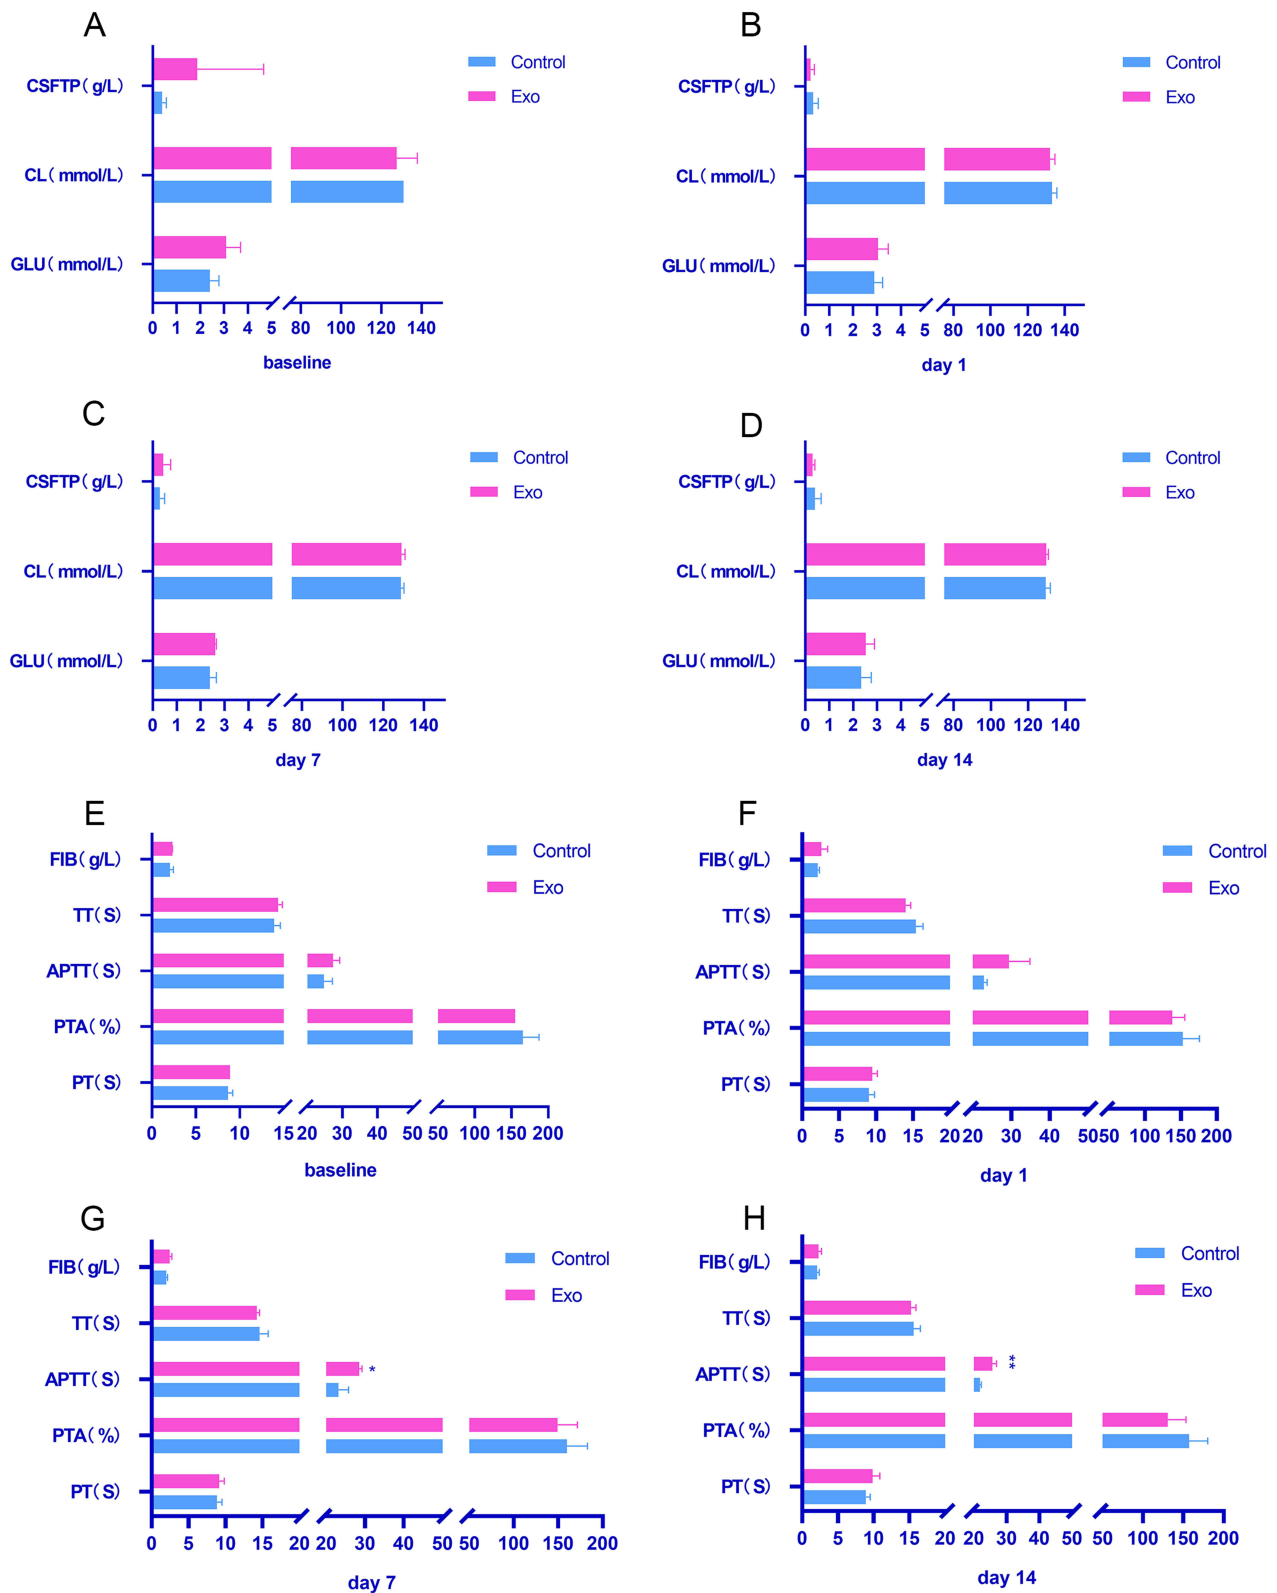 A
CSFTP( g/L)
CL( mmol/L)
GLU( mmol/L)
Control
Exo
0 1 2 3 4 5 80 100 120 140
baseline
B
CSFTP( g/L)
CL( mmol/L)
GLU( mmol/L)
Control
Exo
0 1 2 3 4 5 80 100 120 140
day 1
C
CSFTP( g/L)
CL( mmol/L)
GLU( mmol/L)
Control
Exo
0 1 2 3 4 5 80 100 120 140
day 7
D
CSFTP( g/L)
CL( mmol/L)
GLU( mmol/L)
Control
Exo
0 1 2 3 4 5 80 100 120 140
day 14
E
FIB( g/L)
TT( S)
APTT( S)
PTA( %)
PT( S)
Control
Exo
0 5 10 15 20 30 40 50 50 100 150 200
baseline
F
FIB( g/L)
TT( S)
APTT( S)
PTA( %)
PT( S)
Control
Exo
0 5 10 15 20 20 30 40 50 50 100 150 200
day 1
G
FIB( g/L)
TT( S)
APTT( S)
PTA( %)
PT( S)
Control
Exo
*
0 5 10 15 20 20 30 40 50 50 100 150 200
day 7
H
FIB( g/L)
TT( S)
APTT( S)
PTA( %)
PT( S)
Control
Exo
**
0 5 10 15 20 20 30 40 50 50 100 150 200
day 14